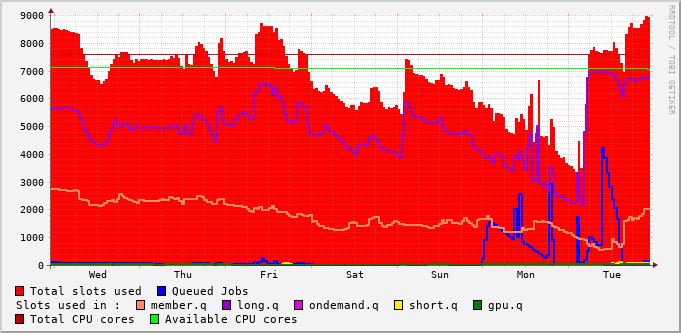 9000
8000
7000
6000
5000
4000
3000
2000
1000
0
Wed Thu Fri Sat Sun Mon Tue
RRDTOOL / TOBI OETIKER
Total slots used Queued Jobs
Slots used in : member.q long.q ondemand.q short.q gpu.q
Total CPU cores Available CPU cores